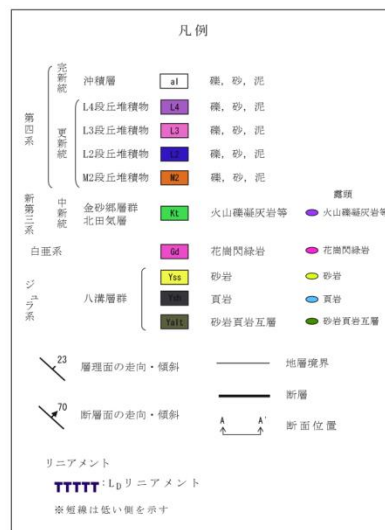 凡例
第四系
完新統
沖積層 al 礫，砂，泥
更新統
L4段丘堆積物 L4 礫，砂，泥
L3段丘堆積物 L3 礫，砂，泥
L2段丘堆積物 L2 礫，砂，泥
M2段丘堆積物 M2 礫，砂，泥
新第三系
中新統
金砂郷層群
北田気層
Kt 火山礫凝灰岩等
露頭
火山礫凝灰岩等
白亜系 Gd 花崗閃緑岩 花崗閃緑岩
ジュラ系
八溝層群
Yss 砂岩 砂岩
Ysh 頁岩 頁岩
Yalt 砂岩頁岩互層 砂岩頁岩互層
23 層理面の走向・傾斜
地層境界
断層
70 断層面の走向・傾斜
A A' 断面位置
リニアメント
:LDリニアメント
※短線は低い側を示す